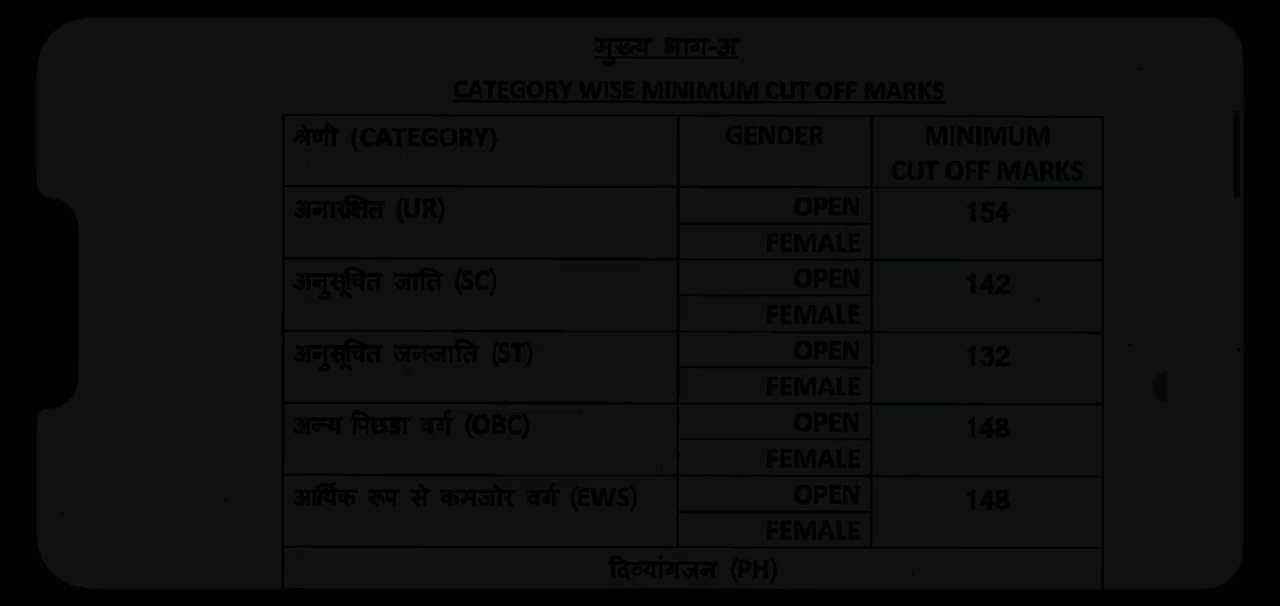 मुख्य भाग-अ
CATEGORY WISE MINIMUM CUT OFF MARKS
श्रेणी (CATEGORY) GENDER MINIMUM
CUT OFF MARKS
अनारक्षित (UR) OPEN 154
FEMALE
अनुसूचित जाति (SC) OPEN 142
FEMALE
अनुसूचित जनजाति (ST) OPEN 132
FEMALE
अन्य पिछडा वर्ग (OBC) OPEN 148
FEMALE
आर्थिक रूप से कमजोर वर्ग (EWS) OPEN 148
FEMALE
दिव्यांगजन (PH)